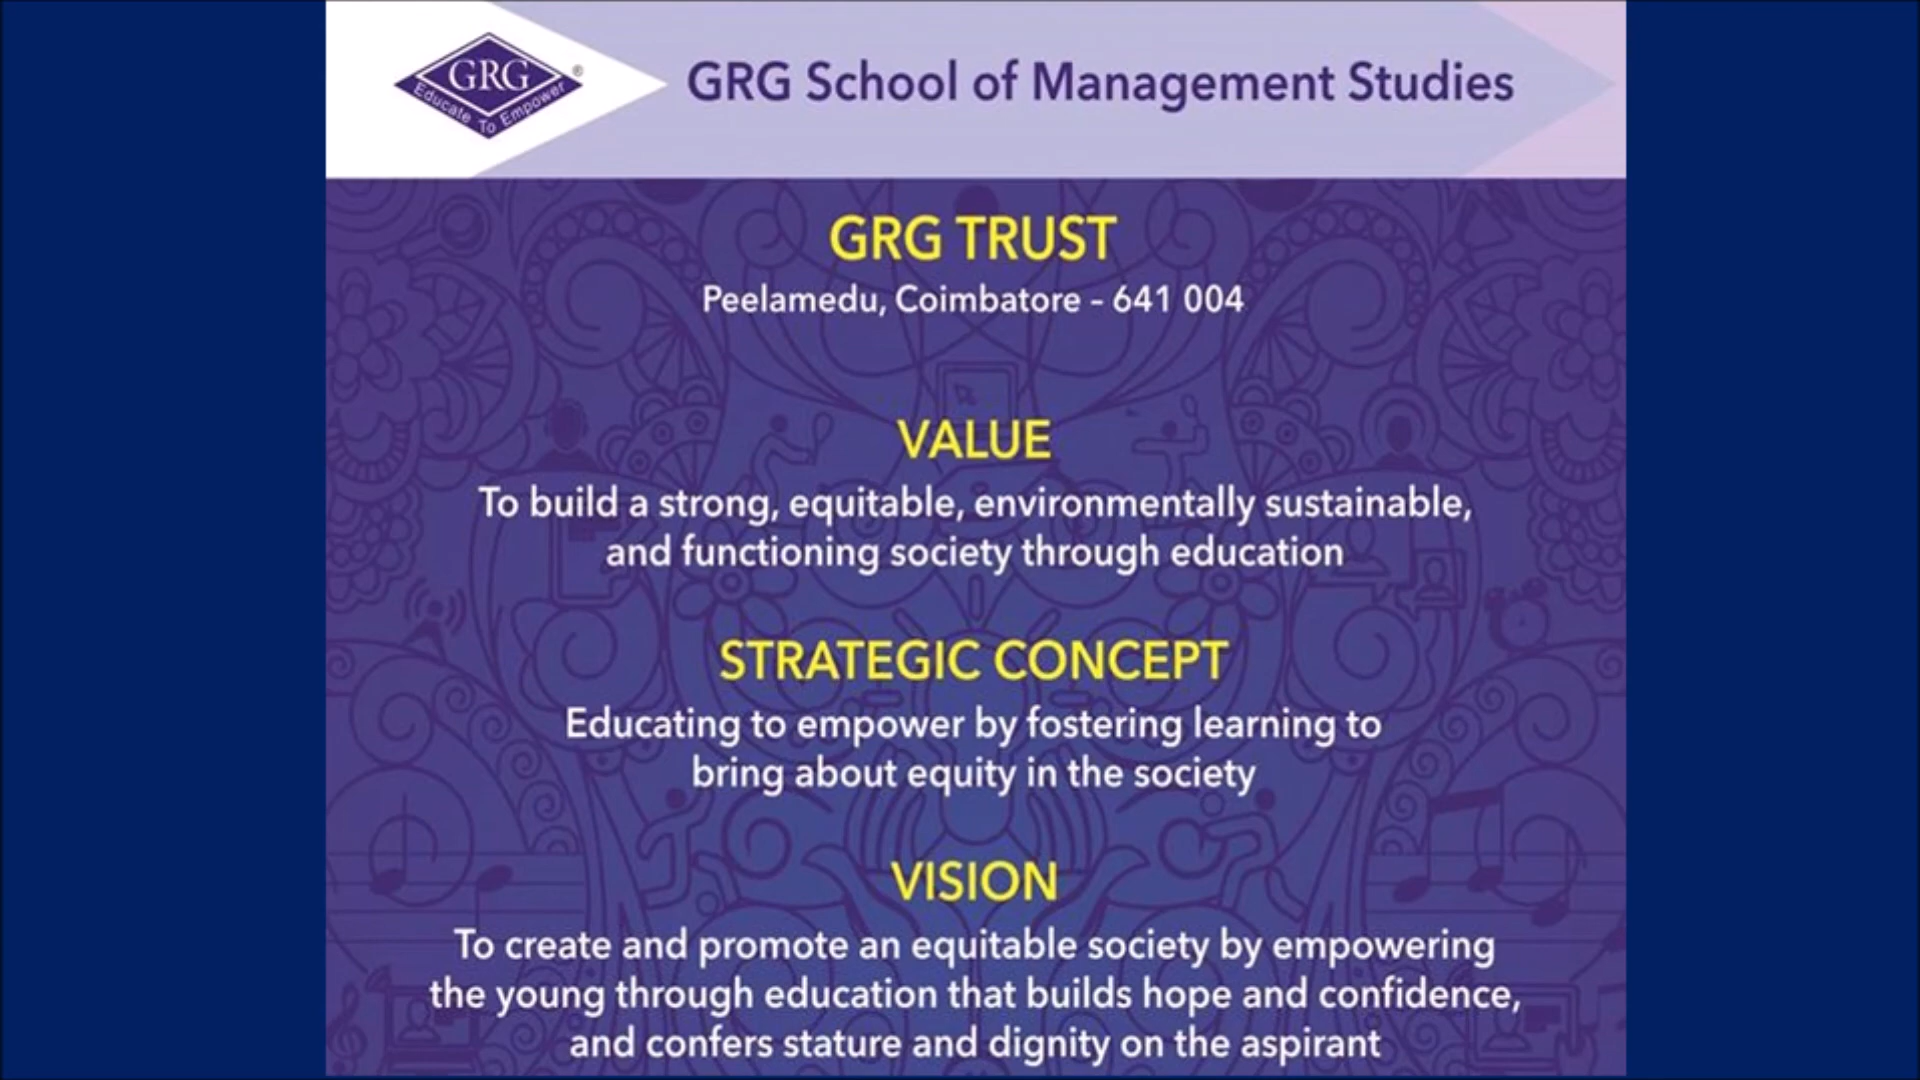 GRG
Educate To Empower
®
GRG School of Management Studies
GRG TRUST
Peelamedu, Coimbatore - 641 004
VALUE
To build a strong, equitable, environmentally sustainable,
and functioning society through education
STRATEGIC CONCEPT
Educating to empower by fostering learning to
bring about equity in the society
VISION
To create and promote an equitable society by empowering
the young through education that builds hope and confidence,
and confers stature and dignity on the aspirant